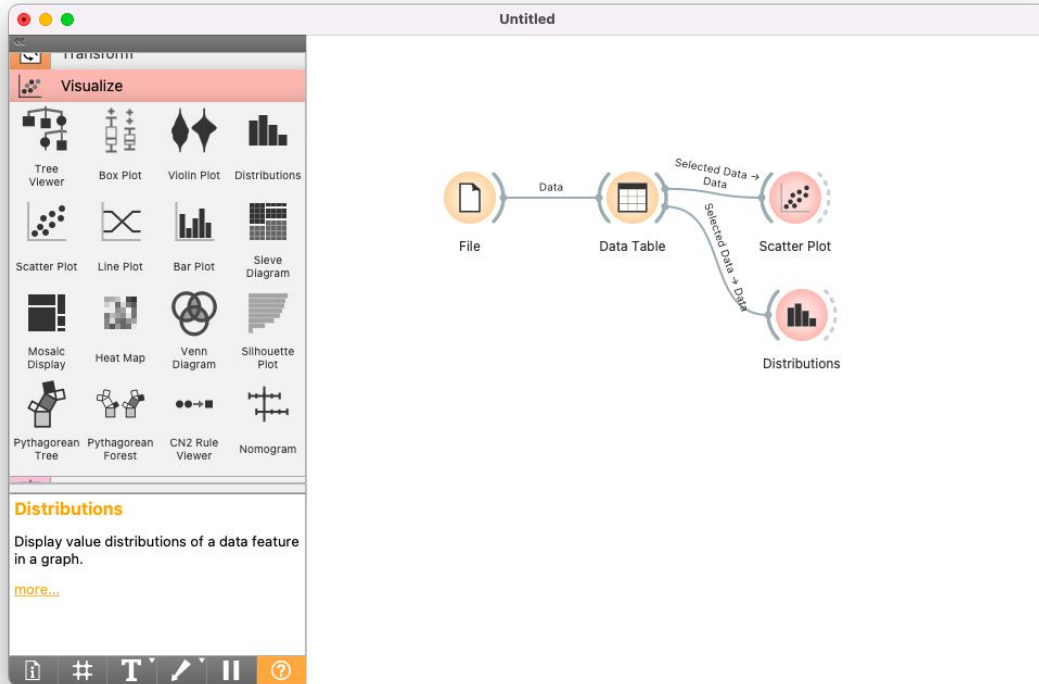 Untitled
Transform
Visualize
Tree
Viewer
Box Plot
Violin Plot
Distributions
Scatter Plot
Line Plot
Bar Plot
Sieve
Diagram
Mosaic
Display
Heat Map
Venn
Diagram
Silhouette
Plot
Pythagorean
Tree
Pythagorean
Forest
CN2 Rule
Viewer
Nomogram
Distributions
Display value distributions of a data feature
in a graph.
more...
File
Data
Data Table
Selected Data →
Data
Scatter Plot
Selected Data → Data
Distributions